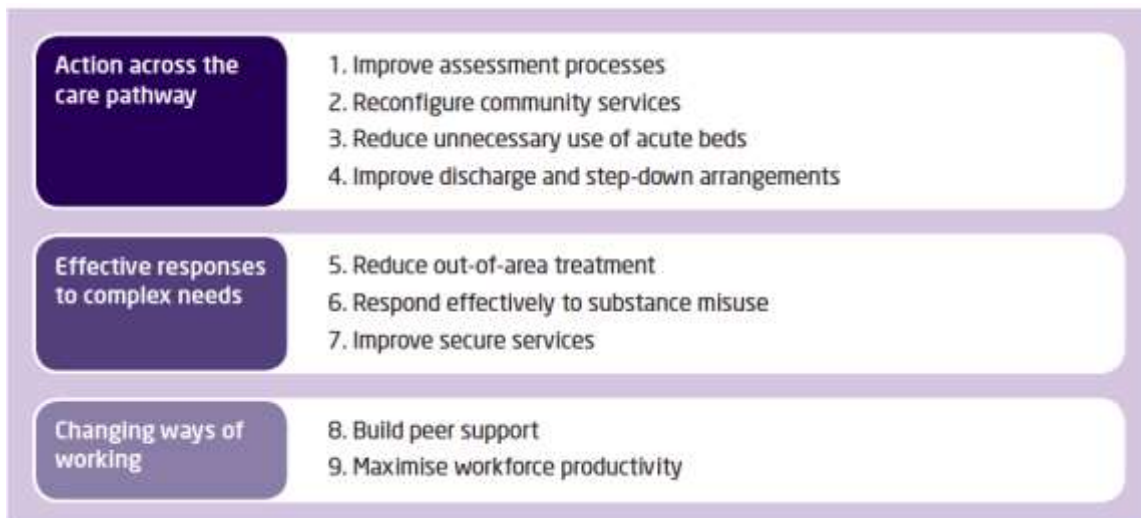 Action across the
care pathway
1. Improve assessment processes
2. Reconfigure community services
3. Reduce unnecessary use of acute beds
4. Improve discharge and step-down arrangements
Effective responses
to complex needs
5. Reduce out-of-area treatment
6. Respond effectively to substance misuse
7. Improve secure services
Changing ways of
working
8. Build peer support
9. Maximise workforce productivity